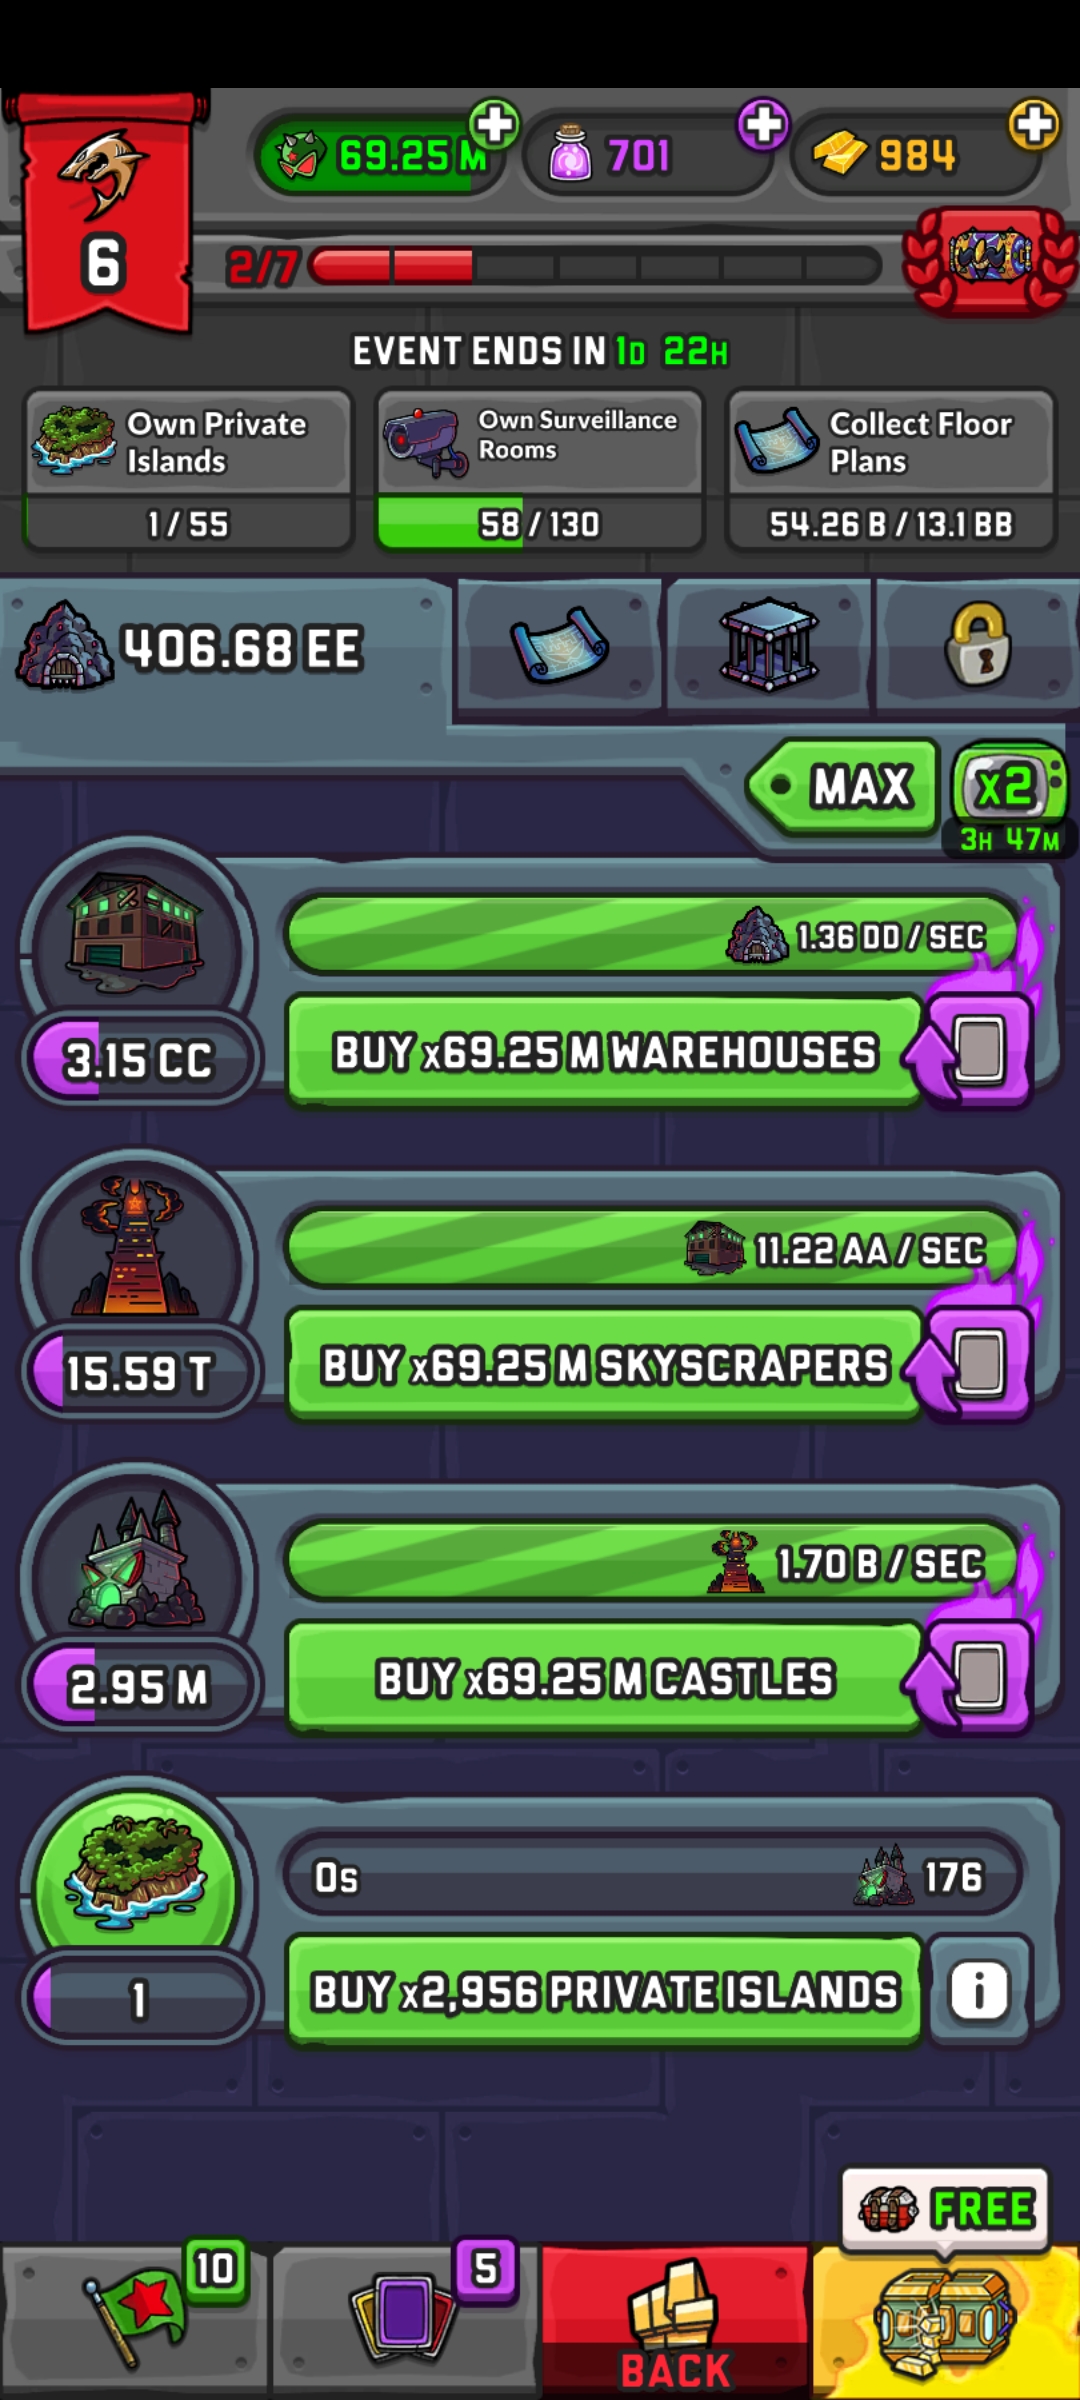 69.25 M
701
984
6
2/7
EVENT ENDS IN 1D 22H
Own Private
Islands
1 / 55
Own Surveillance
Rooms
58 / 130
Collect Floor
Plans
54.26 B / 13.1 BB
406.68 EE
MAX
x2
3H 47M
1.36 DD / SEC
3.15 CC
BUY x69.25 M WAREHOUSES
11.22 AA / SEC
15.59 T
BUY x69.25 M SKYSCRAPERS
1.70 B / SEC
2.95 M
BUY x69.25 M CASTLES
0s
176
1
BUY x2,956 PRIVATE ISLANDS
i
FREE
10
5
BACK